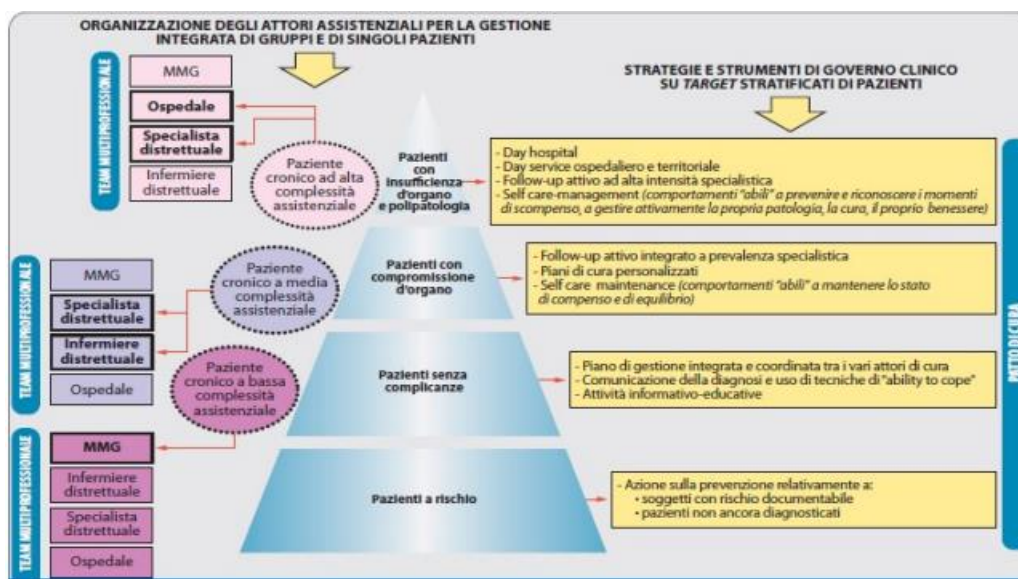 ORGANIZZAZIONE DEGLI ATTORI ASSISTENZIALI PER LA GESTIONE
INTEGRATA DI GRUPPI E DI SINGOLI PAZIENTI
TEAM MULTIPROFESSIONALE
MMG
Ospedale
Specialista
distrettuale
Infermiere
distrettuale
Paziente
cronico ad alta
complessità
assistenziale
TEAM MULTIPROFESSIONALE
MMG
Specialista
distrettuale
Infermiere
distrettuale
Ospedale
Paziente
cronico a media
complessità
assistenziale
TEAM MULTIPROFESSIONALE
MMG
Infermiere
distrettuale
Specialista
distrettuale
Ospedale
Paziente
cronico a bassa
complessità
assistenziale
Pazienti
con
insufficienza
d'organo
e polipatologia
Pazienti con
compromissione
d'organo
Pazienti senza
complicanze
Pazienti a rischio
STRATEGIE E STRUMENTI DI GOVERNO CLINICO
SU TARGET STRATIFICATI DI PAZIENTI
- Day hospital
- Day service ospedaliero e territoriale
- Follow-up attivo ad alta intensità specialistica
- Self care-management (comportamenti "abili" a prevenire e riconoscere i momenti
di scompenso, a gestire attivamente la propria patologia, la cura, il proprio benessere)
- Follow-up attivo integrato a prevalenza specialistica
- Piani di cura personalizzati
- Self care maintenance (comportamenti "abili" a mantenere lo stato
di compenso e di equilibrio)
- Piano di gestione integrata e coordinata tra i vari attori di cura
- Comunicazione della diagnosi e uso di tecniche di "ability to cope"
- Attività informativo-educative
- Azione sulla prevenzione relativamente a:
• soggetti con rischio documentabile
• pazienti non ancora diagnosticati
PATTO DI CURA